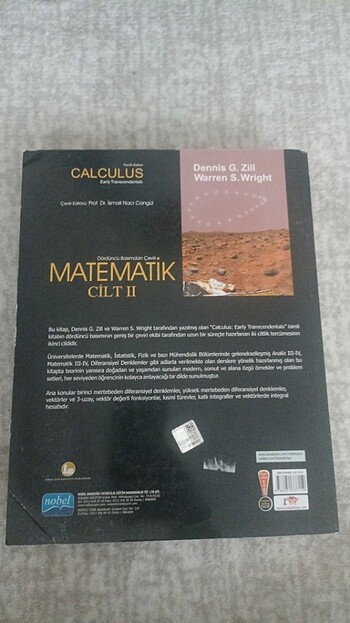 Fourth Edition
CALCULUS
Early Transcendentals
Dennis G. Zill
Warren S. Wright
Çeviri Editörü Prof. Dr. İsmail Naci Cangül
Dördüncü Basımdan Çeviri
MATEMATİK
CİLT II
Bu kitap, Dennis G. Zill ve Warren S. Wright tarafından yazılmış olan "Calculus: Early Transcendentals" isimli
kitabın dördüncü basımının geniş bir çeviri ekibi tarafından uzun bir süreçte hazırlanan iki ciltlik tercümesinin
ikinci cildidir.
Üniversitelerde Matematik, İstatistik, Fizik ve bazı Mühendislik Bölümlerinde gelenekselleşmiş Analiz III-IV,
Matematik III-IV, Diferansiyel Denklemler gibi adlarla verilmekte olan derslere yönelik hazırlanmış olan bu
kitapta teorinin yanısıra doğadan ve yaşamdan sunulan modern, somut ve alana özgü örnekler ve problem
setleri, her seviyeden öğrencinin kolayca anlayacağı bir dilde sunulmuştur.
Ana konular birinci mertebeden diferansiyel denklemler, yüksek mertebeden diferansiyel denklemler,
vektörler ve 3-uzay, vektör değerli fonksiyonlar, kısmi türevler, katlı integraller ve vektörlerde integral
hesabıdır.
nobel